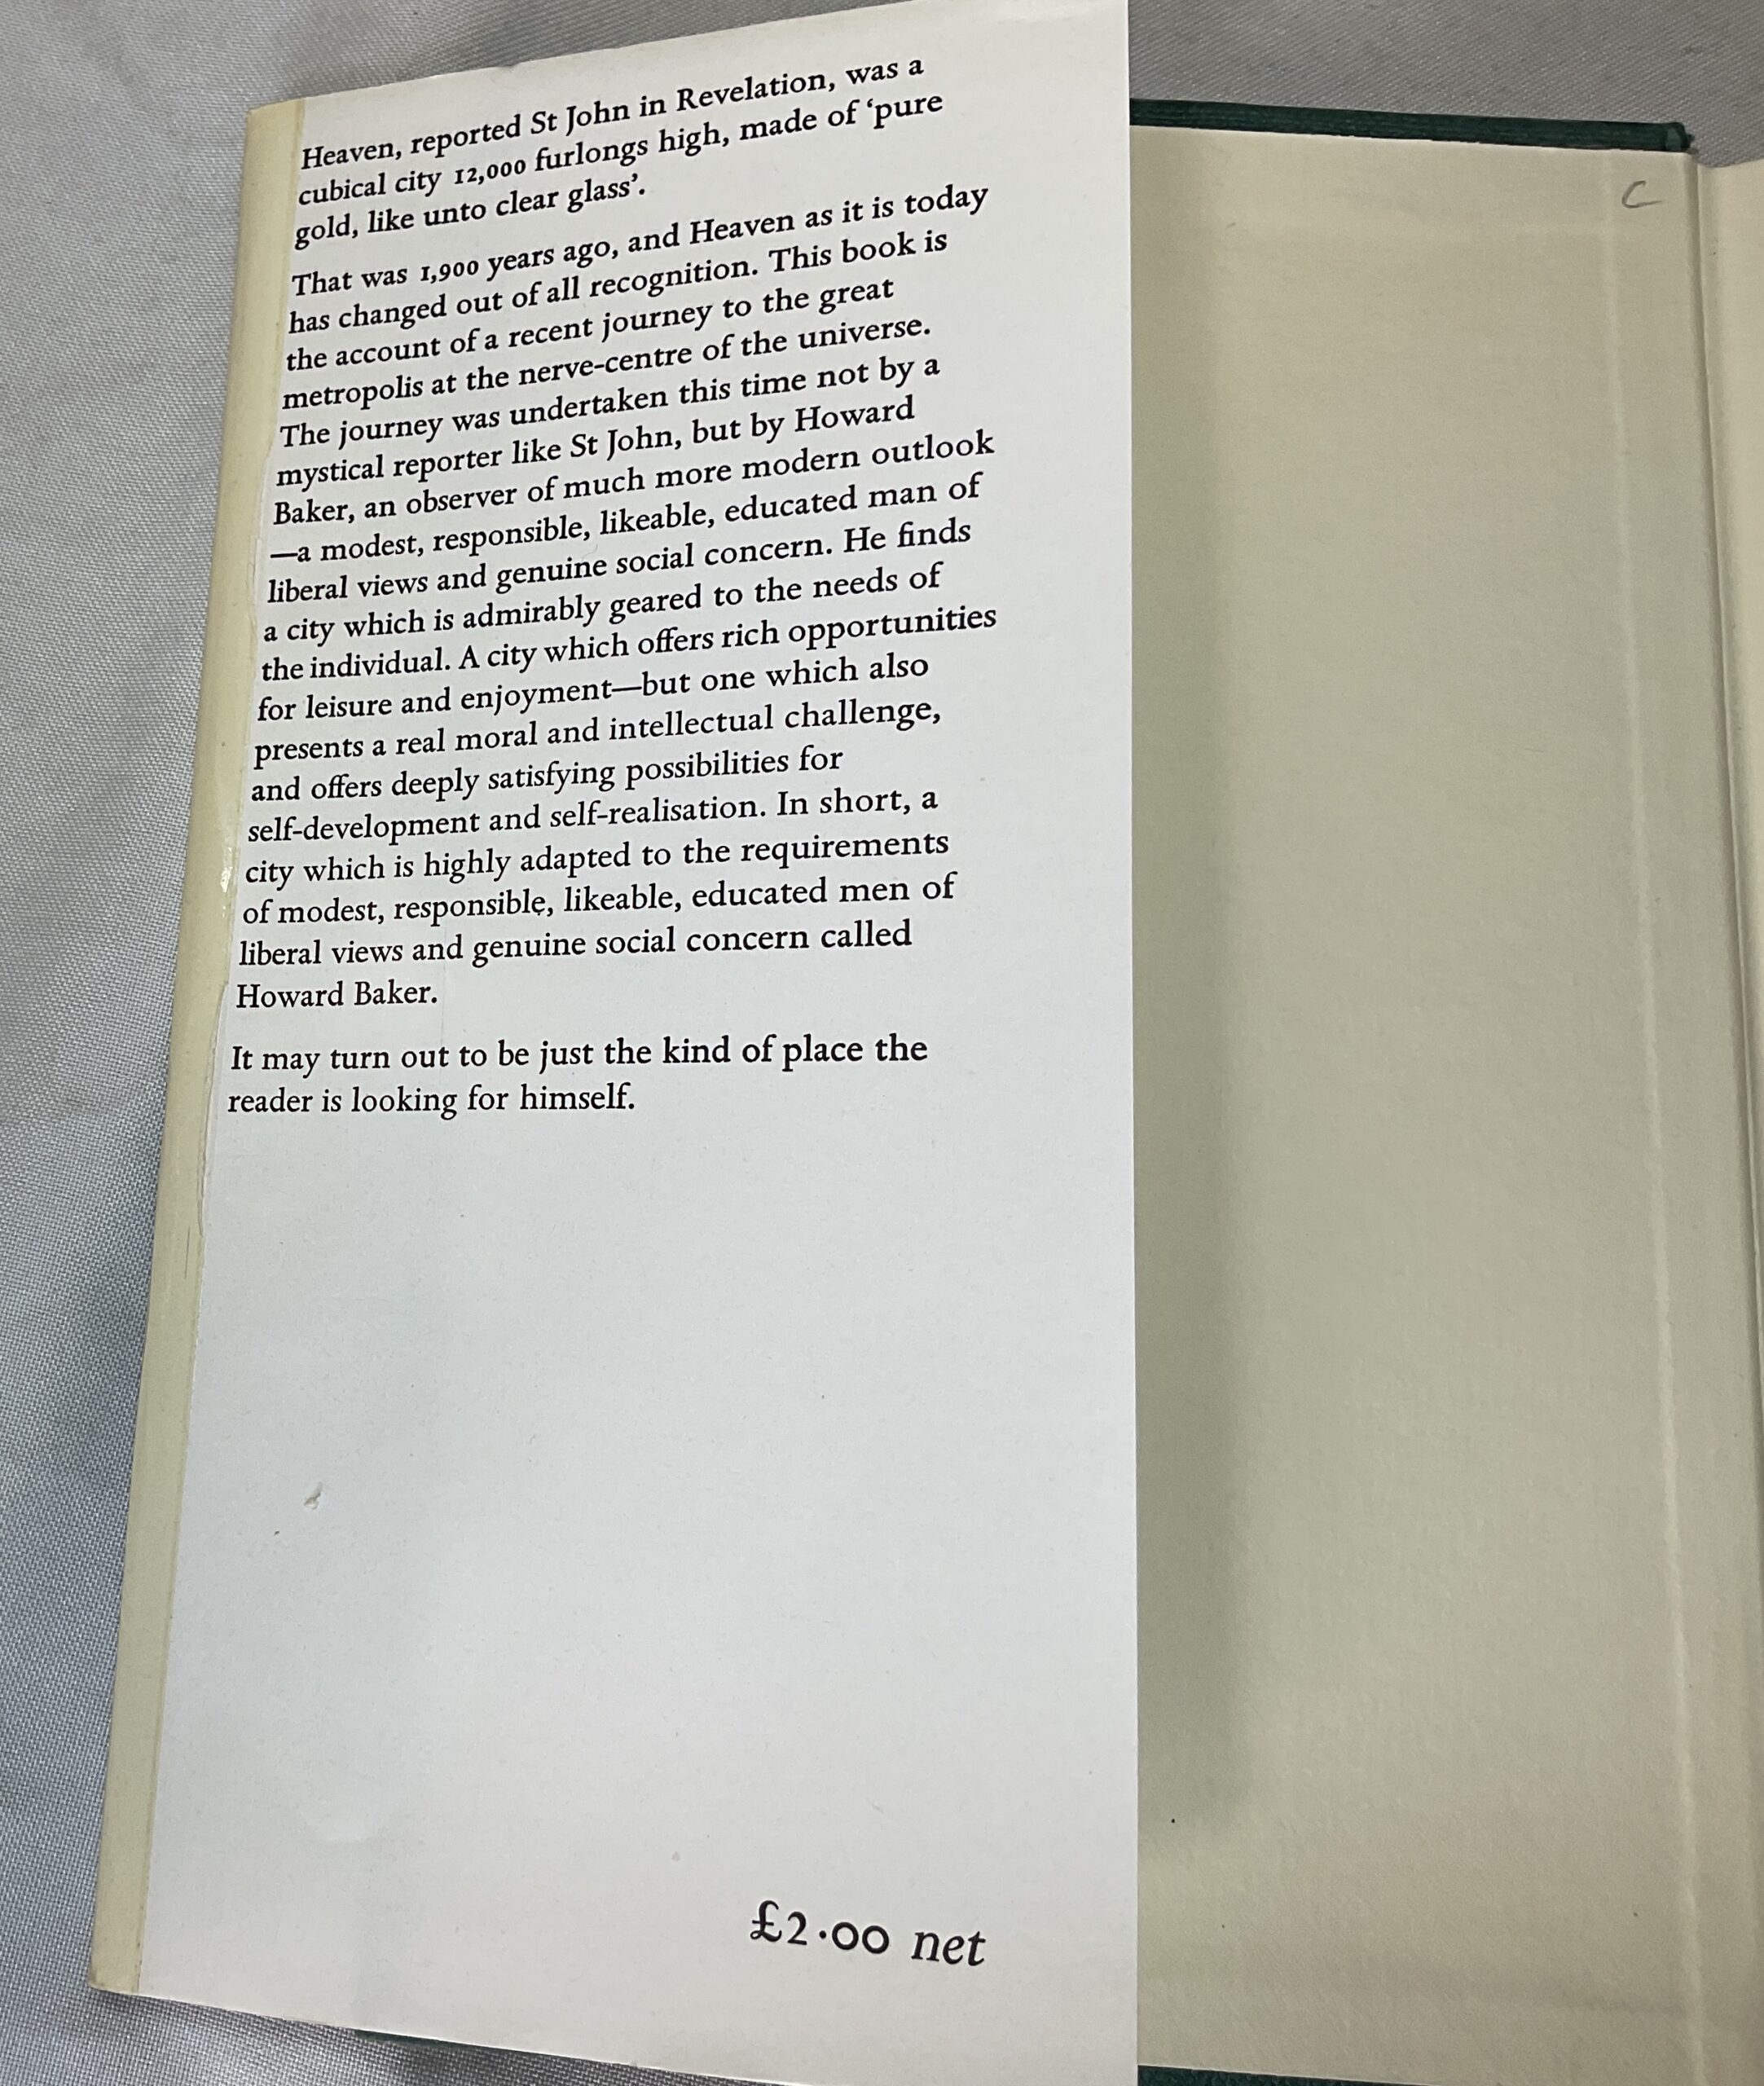 Heaven, reported St John in Revelation, was a
cubical city 12,000 furlongs high, made of ‘pure
gold, like unto clear glass’.
That was 1,900 years ago, and Heaven as it is today
has changed out of all recognition. This book is
the account of a recent journey to the great
metropolis at the nerve-centre of the universe.
The journey was undertaken this time not by a
mystical reporter like St John, but by Howard
Baker, an observer of much more modern outlook
—a modest, responsible, likeable, educated man of
liberal views and genuine social concern. He finds
a city which is admirably geared to the needs of
the individual. A city which offers rich opportunities
for leisure and enjoyment—but one which also
presents a real moral and intellectual challenge,
and offers deeply satisfying possibilities for
self-development and self-realisation. In short, a
city which is highly adapted to the requirements
of modest, responsible, likeable, educated men of
liberal views and genuine social concern called
Howard Baker.
It may turn out to be just the kind of place the
reader is looking for himself.
£2·00 net
C